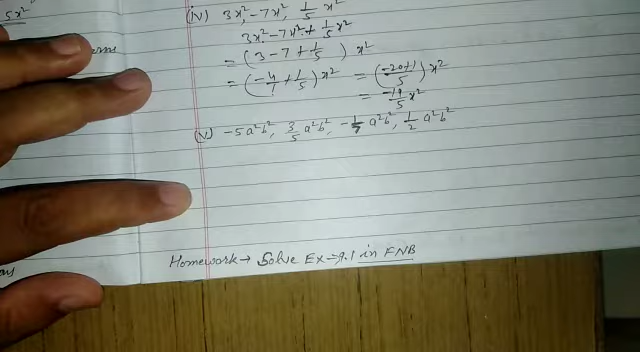 5x²
(iv) 3x², -7x², 1/5 x²
3x² - 7x² + 1/5 x²
= (3 - 7 + 1/5) x²
= (-4/1 + 1/5) x² = (-20+1/5) x²
= -19/5 x²
(v) -5a²b², 3/5 a²b², -1/7 a²b², 1/2 a²b²
Homework → Solve Ex → 9.1 in FNB